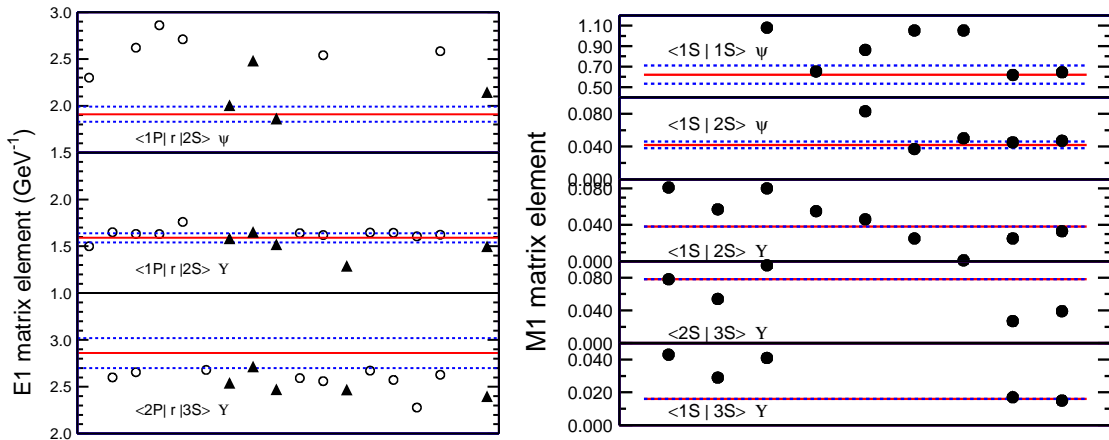 E1 matrix element (GeV⁻¹)
3.0
2.5
2.0
<1P| r |2S> ψ
1.5
2.0
1.5
<1P| r |2S> Υ
1.0
3.0
2.5
<2P| r |3S> Υ
2.0
M1 matrix element
1.10
0.90
0.70
0.50
<1S | 1S> ψ
0.080
0.040
0.000
<1S | 2S> ψ
0.080
0.040
0.000
<1S | 2S> Υ
0.080
0.040
0.000
<2S | 3S> Υ
0.040
0.020
0.000
<1S | 3S> Υ